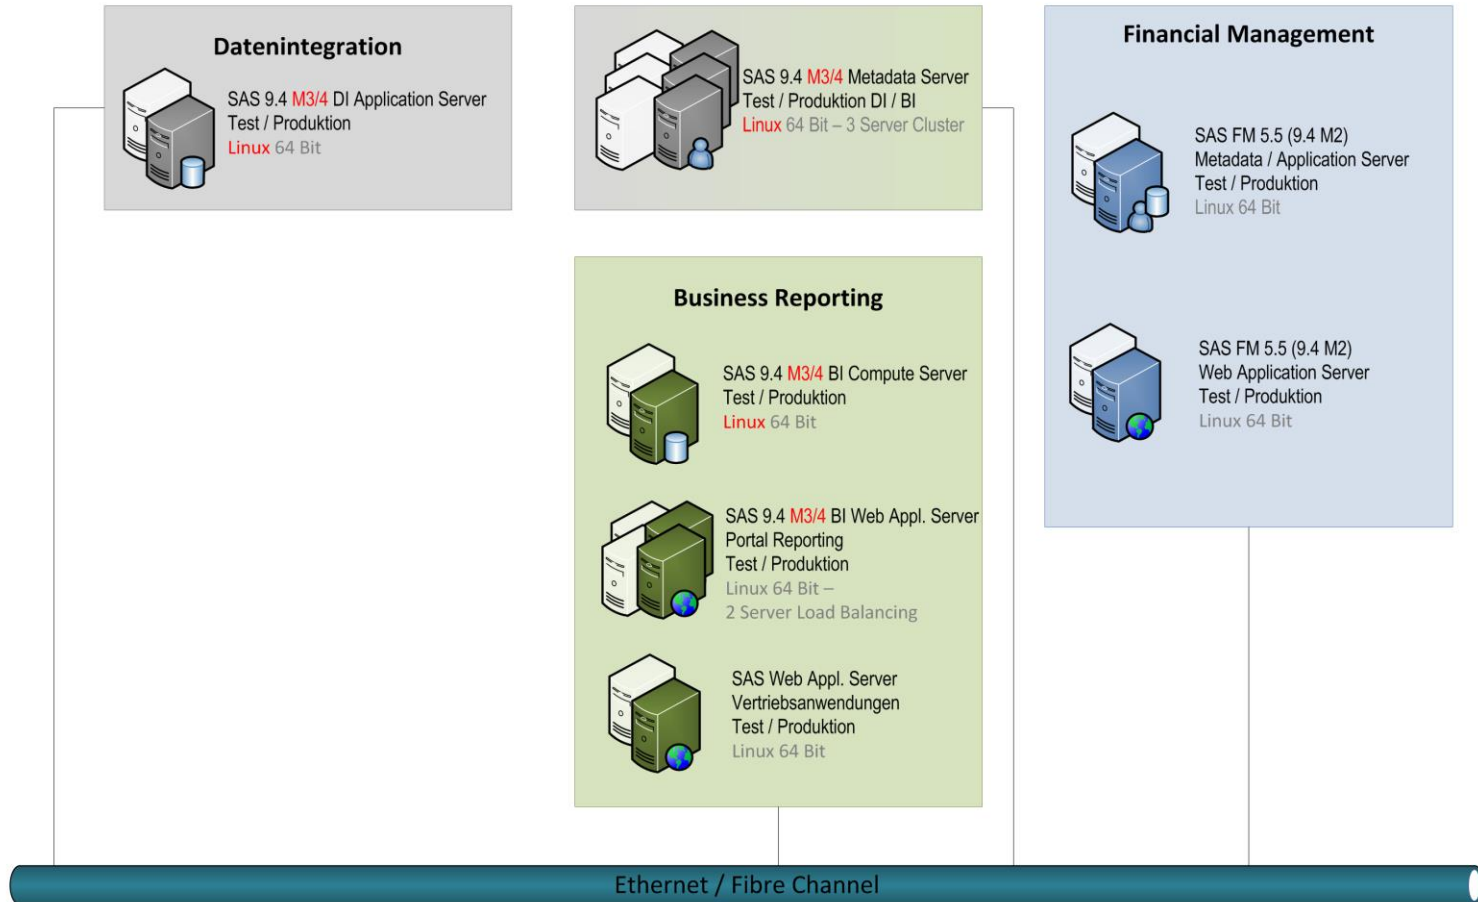 Datenintegration
SAS 9.4 M3/4 DI Application Server
Test / Produktion
Linux 64 Bit
SAS 9.4 M3/4 Metadata Server
Test / Produktion DI / BI
Linux 64 Bit – 3 Server Cluster
Financial Management
SAS FM 5.5 (9.4 M2)
Metadata / Application Server
Test / Produktion
Linux 64 Bit
SAS FM 5.5 (9.4 M2)
Web Application Server
Test / Produktion
Linux 64 Bit
Business Reporting
SAS 9.4 M3/4 BI Compute Server
Test / Produktion
Linux 64 Bit
SAS 9.4 M3/4 BI Web Appl. Server
Portal Reporting
Test / Produktion
Linux 64 Bit –
2 Server Load Balancing
SAS Web Appl. Server
Vertriebsanwendungen
Test / Produktion
Linux 64 Bit
Ethernet / Fibre Channel